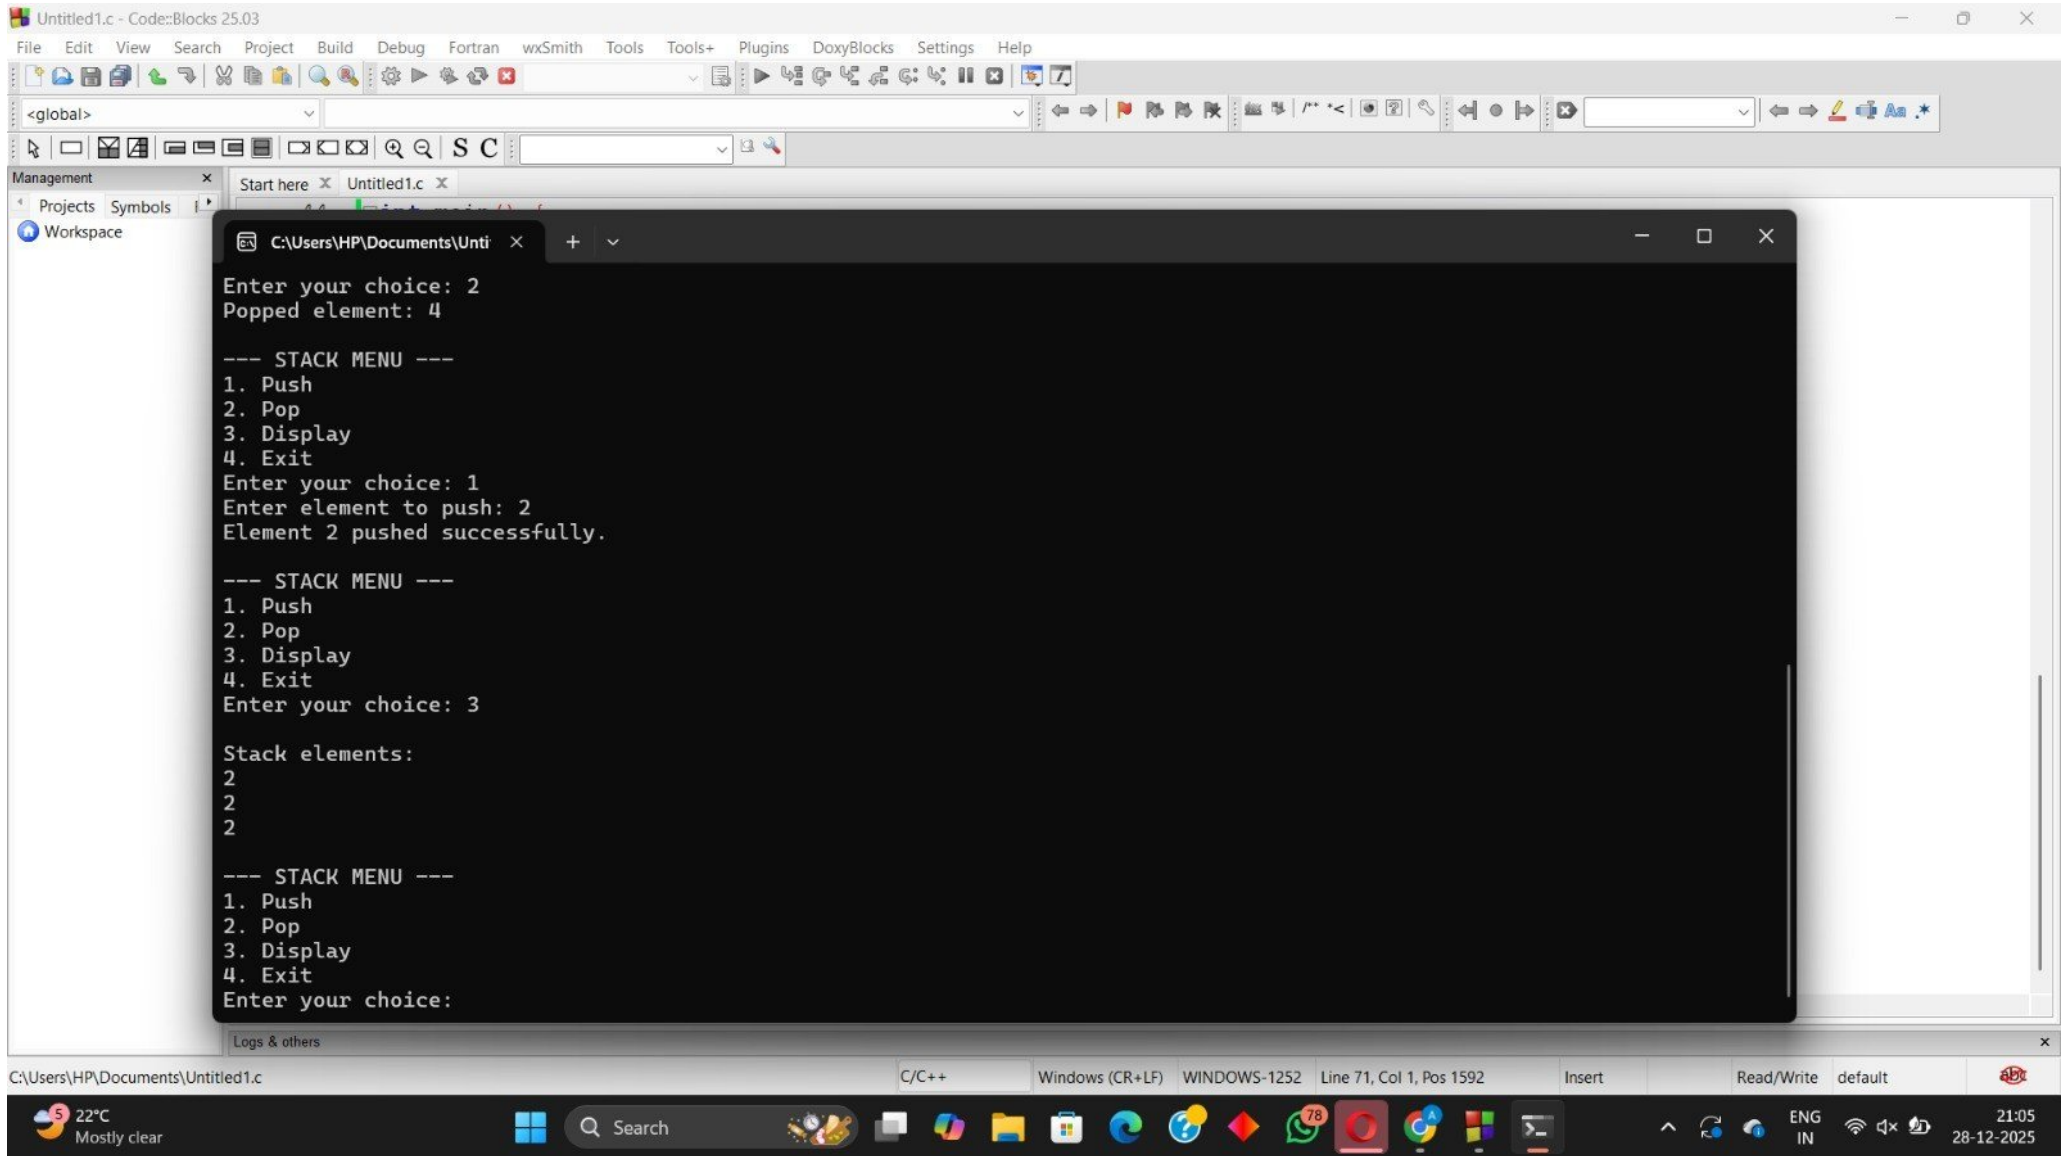 Untitled1.c - Code::Blocks 25.03
File Edit View Search Project Build Debug Fortran wxSmith Tools Tools+ Plugins DoxyBlocks Settings Help
<global>
S C
Management
Start here Untitled1.c
Projects Symbols
Workspace
C:\Users\HP\Documents\Unti
Enter your choice: 2
Popped element: 4
--- STACK MENU ---
1. Push
2. Pop
3. Display
4. Exit
Enter your choice: 1
Enter element to push: 2
Element 2 pushed successfully.
--- STACK MENU ---
1. Push
2. Pop
3. Display
4. Exit
Enter your choice: 3
Stack elements:
2
2
2
--- STACK MENU ---
1. Push
2. Pop
3. Display
4. Exit
Enter your choice:
Logs & others
C:\Users\HP\Documents\Untitled1.c C/C++ Windows (CR+LF) WINDOWS-1252 Line 71, Col 1, Pos 1592 Insert Read/Write default
5 22°C
Mostly clear
Search
78
ENG
IN
21:05
28-12-2025